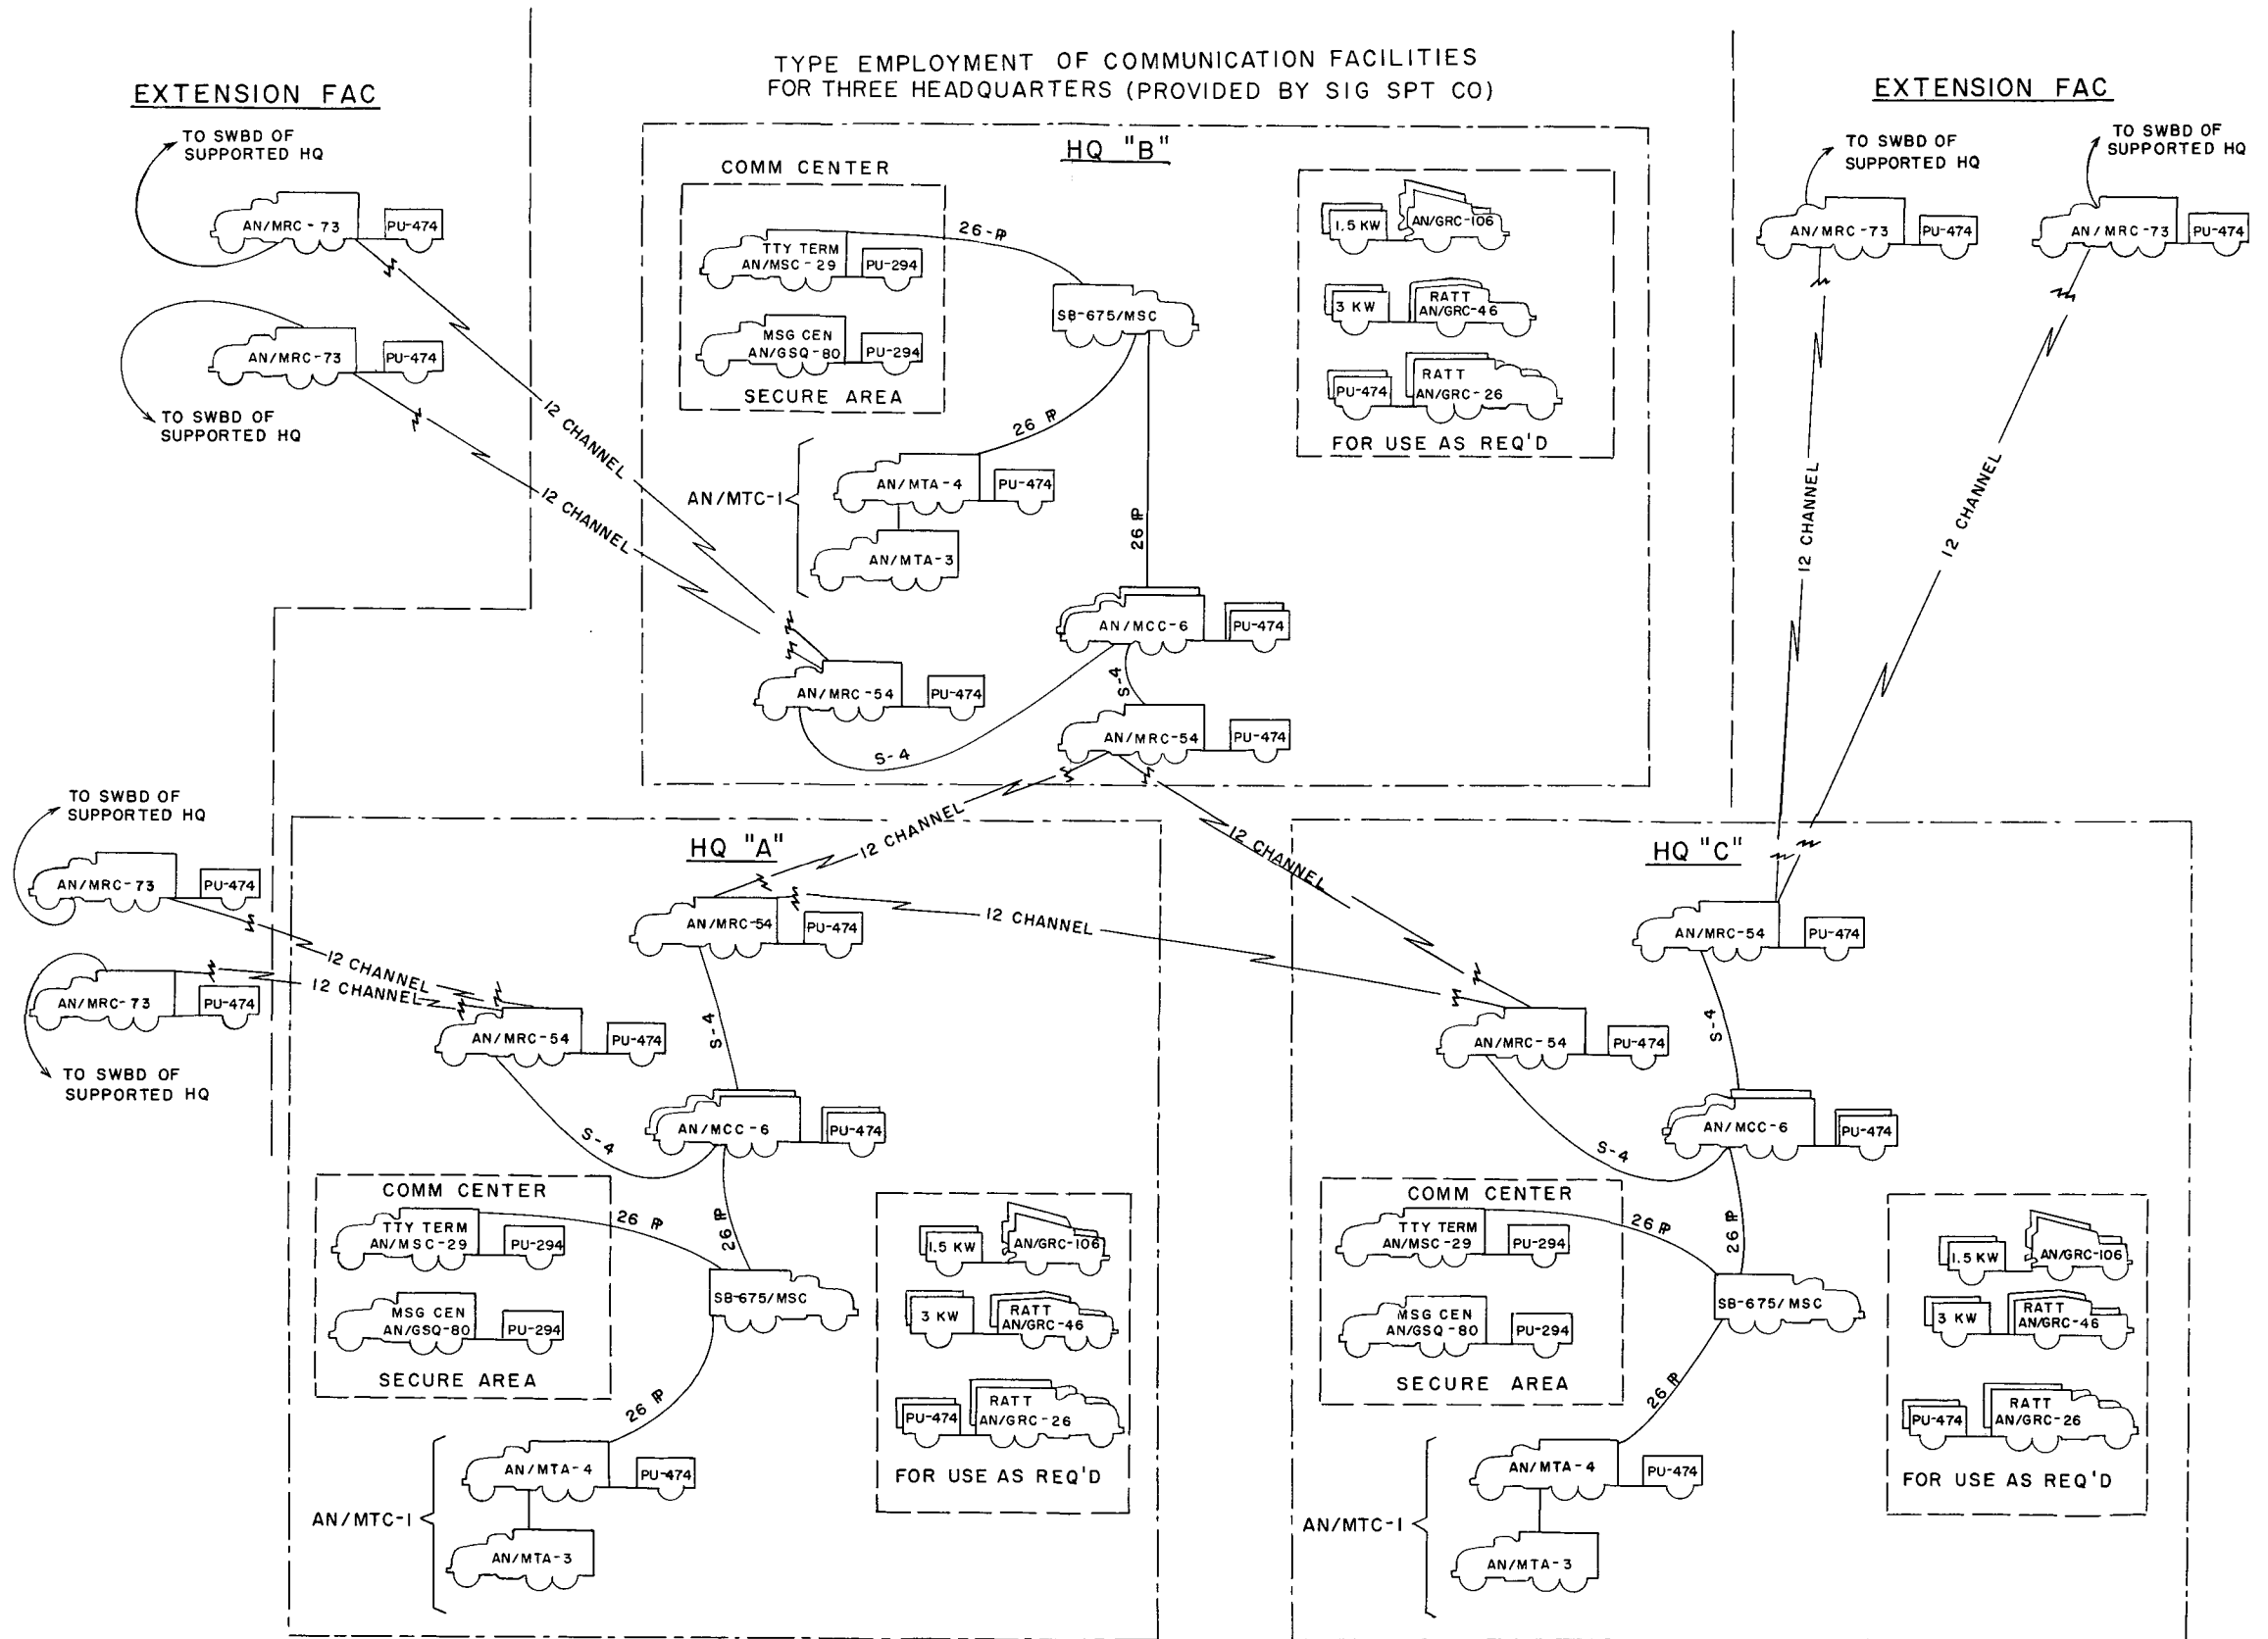 TYPE EMPLOYMENT OF COMMUNICATION FACILITIES
FOR THREE HEADQUARTERS (PROVIDED BY SIG SPT CO)
EXTENSION FAC
TO SWBD OF
SUPPORTED HQ
AN/MRC-73
PU-474
AN/MRC-73
PU-474
TO SWBD OF
SUPPORTED HQ
12 CHANNEL
12 CHANNEL
HQ "B"
COMM CENTER
TTY TERM
AN/MSC-29
PU-294
MSG CEN
AN/GSQ-80
PU-294
SECURE AREA
26-PP
SB-675/MSC
26 PP
26 PP
AN/MTC-1
AN/MTA-4
PU-474
AN/MTA-3
1.5 KW
AN/GRC-106
3 KW
RATT
AN/GRC-46
PU-474
RATT
AN/GRC-26
FOR USE AS REQ'D
AN/MCC-6
PU-474
S-4
AN/MRC-54
PU-474
S-4
AN/MRC-54
PU-474
EXTENSION FAC
TO SWBD OF
SUPPORTED HQ
TO SWBD OF
SUPPORTED HQ
AN/MRC-73
PU-474
AN/MRC-73
PU-474
12 CHANNEL
12 CHANNEL
TO SWBD OF
SUPPORTED HQ
AN/MRC-73
PU-474
AN/MRC-73
PU-474
TO SWBD OF
SUPPORTED HQ
12 CHANNEL
12 CHANNEL
12 CHANNEL
12 CHANNEL
12 CHANNEL
HQ "A"
AN/MRC-54
PU-474
AN/MRC-54
PU-474
S-4
S-4
AN/MCC-6
PU-474
COMM CENTER
TTY TERM
AN/MSC-29
PU-294
MSG CEN
AN/GSQ-80
PU-294
SECURE AREA
26 PP
26 PP
SB-675/MSC
26 PP
AN/MTC-1
AN/MTA-4
PU-474
AN/MTA-3
1.5 KW
AN/GRC-106
3 KW
RATT
AN/GRC-46
PU-474
RATT
AN/GRC-26
FOR USE AS REQ'D
HQ "C"
AN/MRC-54
PU-474
AN/MRC-54
PU-474
S-4
S-4
AN/MCC-6
PU-474
COMM CENTER
TTY TERM
AN/MSC-29
PU-294
MSG CEN
AN/GSQ-80
PU-294
SECURE AREA
26 PP
26 PP
SB-675/MSC
26 PP
AN/MTC-1
AN/MTA-4
PU-474
AN/MTA-3
1.5 KW
AN/GRC-106
3 KW
RATT
AN/GRC-46
PU-474
RATT
AN/GRC-26
FOR USE AS REQ'D